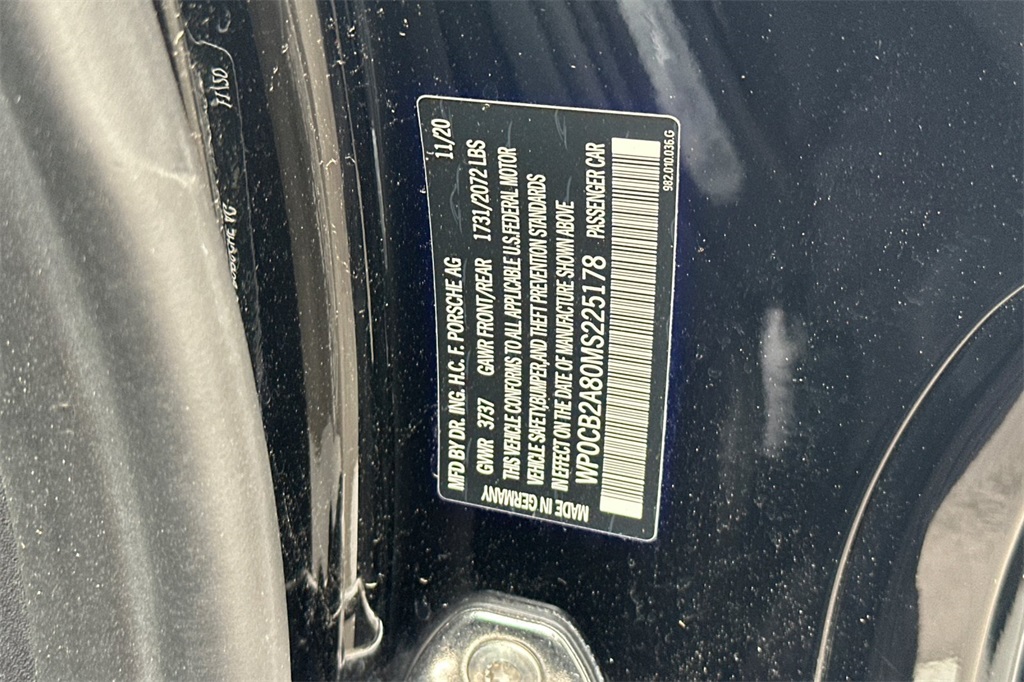 MFD BY DR. ING. H.C. F. PORSCHE AG 11/20
GVWR 3737 GAWR FRONT/REAR 1731/2072 LBS
THIS VEHICLE CONFORMS TO ALL APPLICABLE U.S.FEDERAL MOTOR
VEHICLE SAFETY,BUMPER,AND THEFT PREVENTION STANDARDS
IN EFFECT ON THE DATE OF MANUFACTURE SHOWN ABOVE
WP0CB2A80MS225178 PASSENGER CAR
MADE IN GERMANY
982.010.036.G